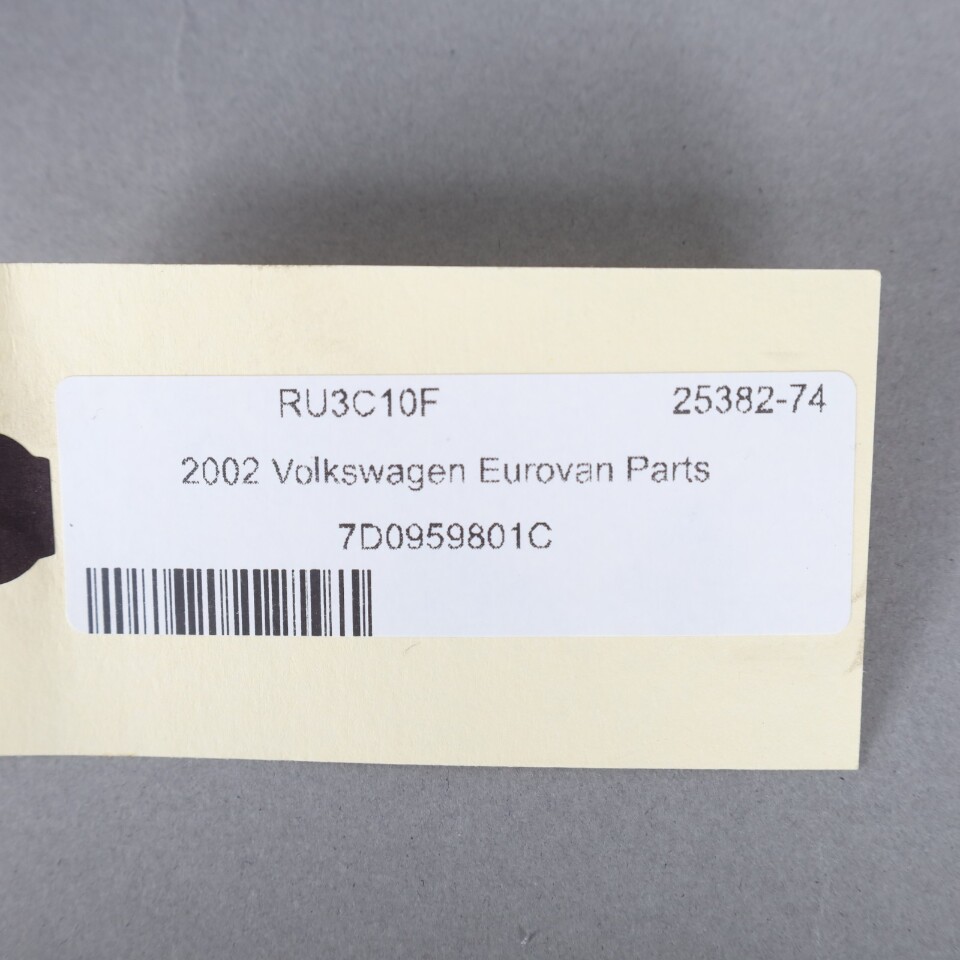 RU3C10F 25382-74
2002 Volkswagen Eurovan Parts
7D0959801C